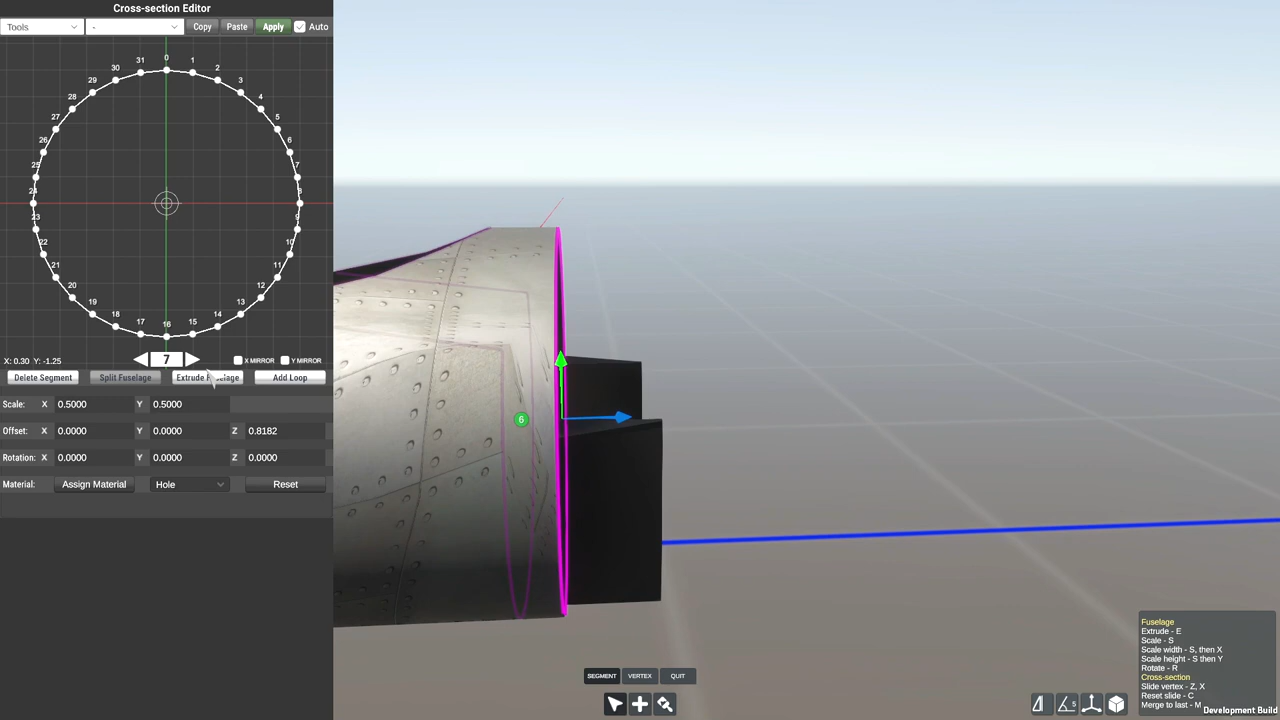 Cross-section Editor
Tools - Copy Paste Apply Auto
0
31 1
30 2
29 3
28 4
27 5
26 6
25 7
24 8
23 9
22 10
21 11
20 12
19 13
18 14
17 15
16
X: 0.30 Y: -1.25 7 X MIRROR Y MIRROR
Delete Segment Split Fuselage Extrude Fuselage Add Loop
Scale: X 0.5000 Y 0.5000
Offset: X 0.0000 Y 0.0000 Z 0.8182
Rotation: X 0.0000 Y 0.0000 Z 0.0000
Material: Assign Material Hole Reset
6
SEGMENT VERTEX QUIT
Fuselage
Extrude - E
Scale - S
Scale width - S, then X
Scale height - S then Y
Rotate - R
Cross-section
Slide vertex - Z, X
Reset slide - C
Merge to last - M
Development Build